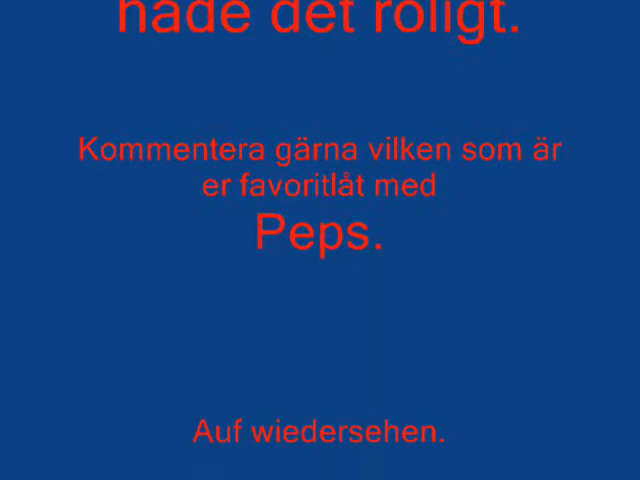 hade det roligt.
Kommentera gärna vilken som är
er favoritlåt med
Peps.
Auf wiedersehen.